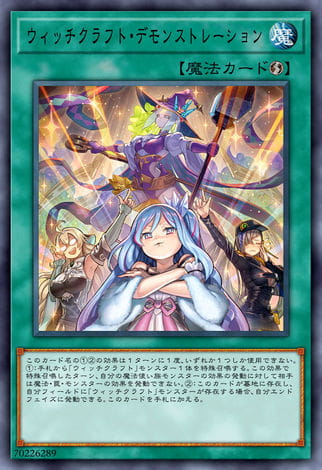 ウィッチクラフト・デモンストレーション
魔
【魔法カード】
このカード名の①②の効果は１ターンに１度、いずれか１つしか使用できない。
①：手札から「ウィッチクラフト」モンスター１体を特殊召喚する。この効果で
特殊召喚したターン、自分の魔法使い族モンスターの効果の発動に対して相手
は魔法・罠・モンスターの効果を発動できない。②：このカードが墓地に存在し、
自分フィールドに「ウィッチクラフト」モンスターが存在する場合、自分エンド
フェイズに発動できる。このカードを手札に加える。
70226289